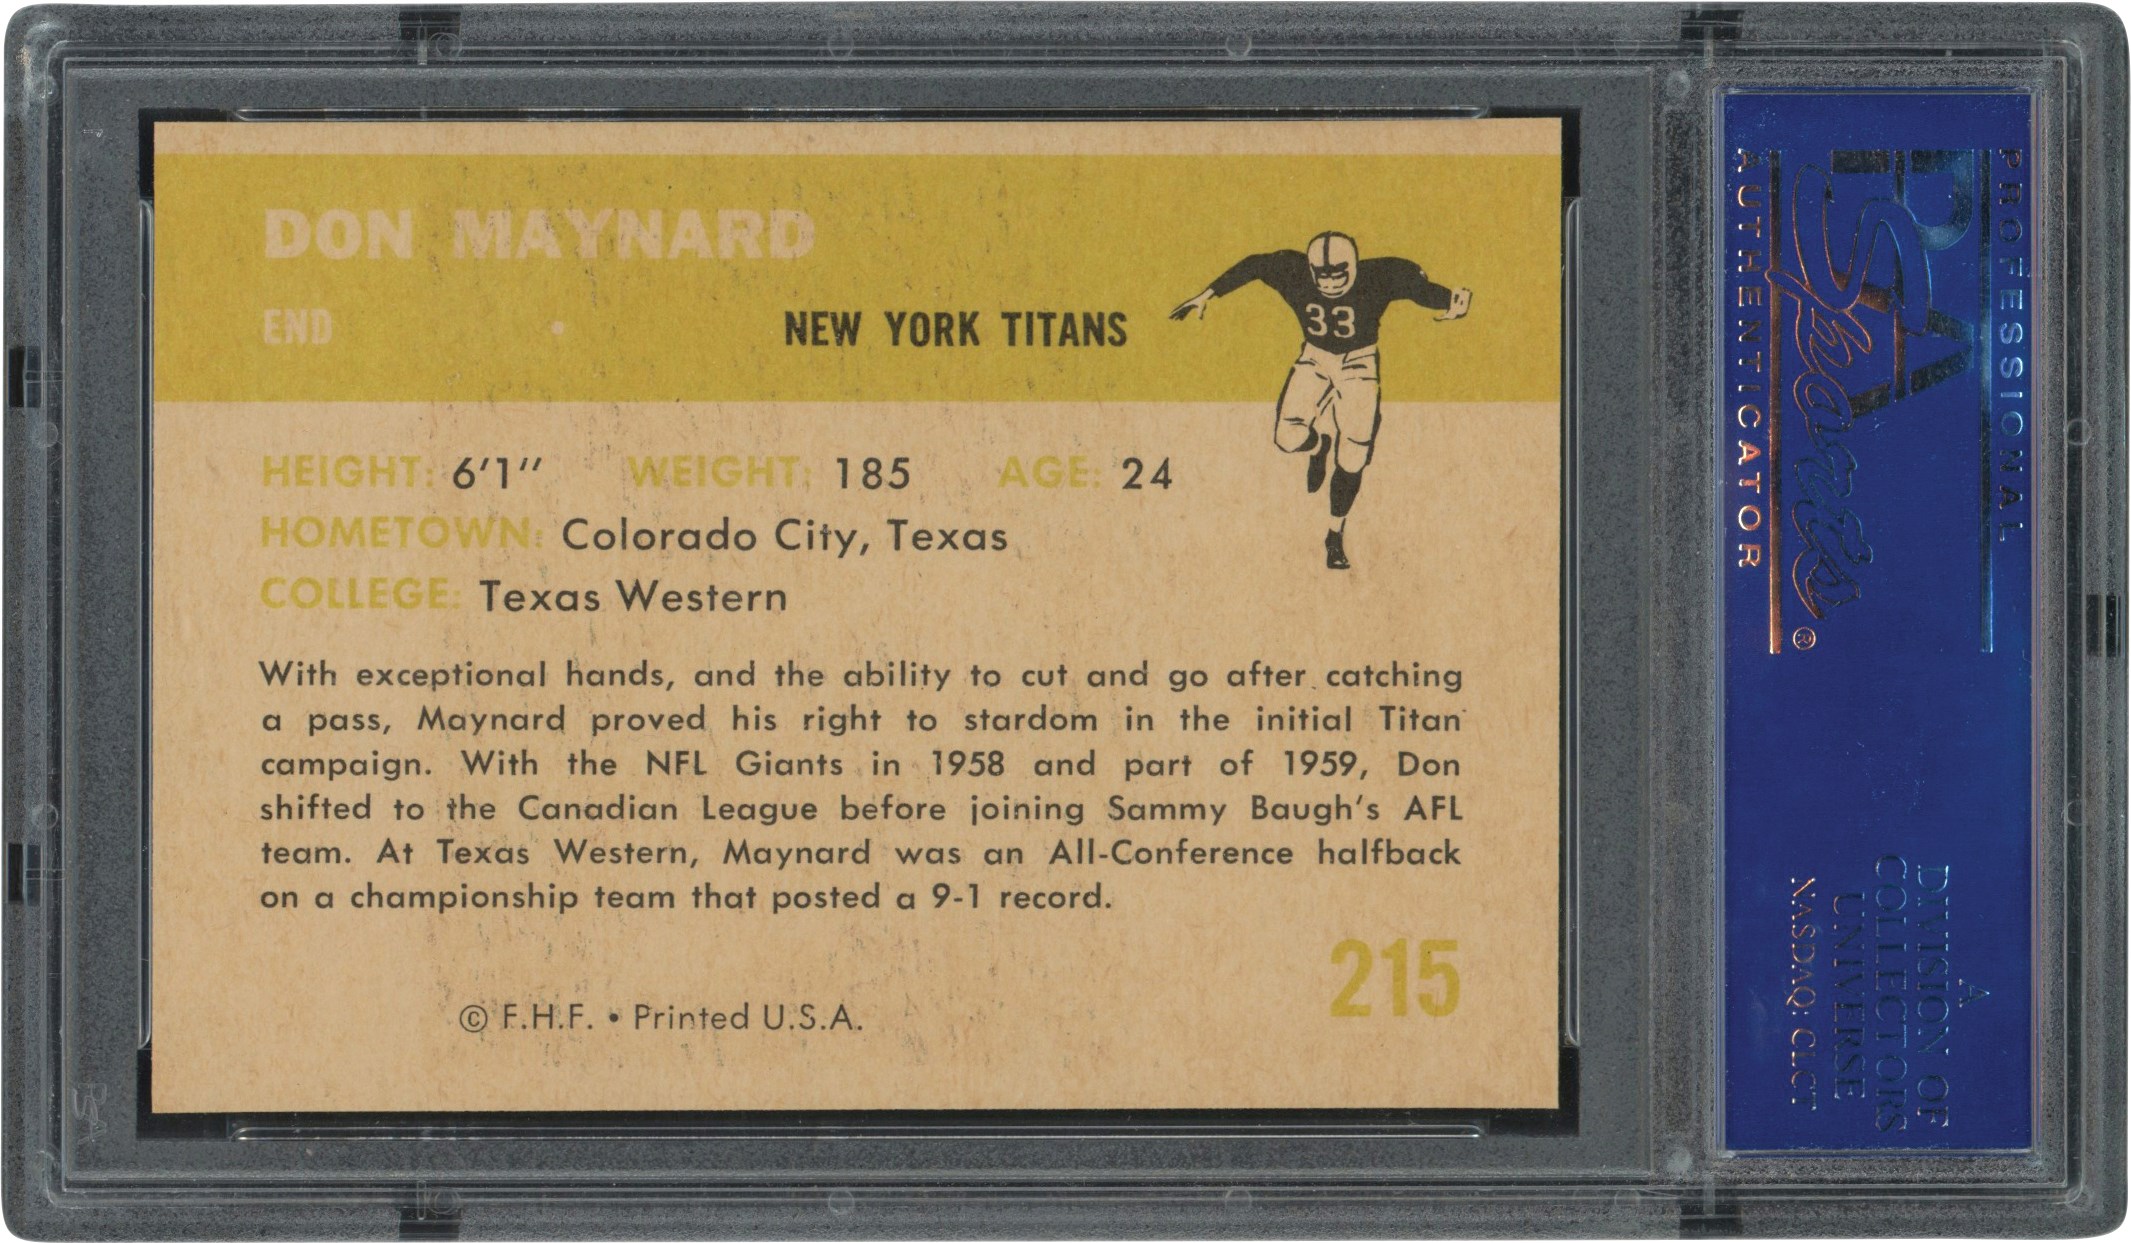 DON MAYNARD
END • NEW YORK TITANS
33
HEIGHT: 6'1'' WEIGHT: 185 AGE: 24
HOMETOWN: Colorado City, Texas
COLLEGE: Texas Western
With exceptional hands, and the ability to cut and go after catching
a pass, Maynard proved his right to stardom in the initial Titan
campaign. With the NFL Giants in 1958 and part of 1959, Don
shifted to the Canadian League before joining Sammy Baugh's AFL
team. At Texas Western, Maynard was an All-Conference halfback
on a championship team that posted a 9-1 record.
215
© F.H.F. • Printed U.S.A.
PROFESSIONAL
PSA
Sports
AUTHENTICATOR
®
A
DIVISION OF
COLLECTORS
UNIVERSE
NASDAQ: CLCT
PSA